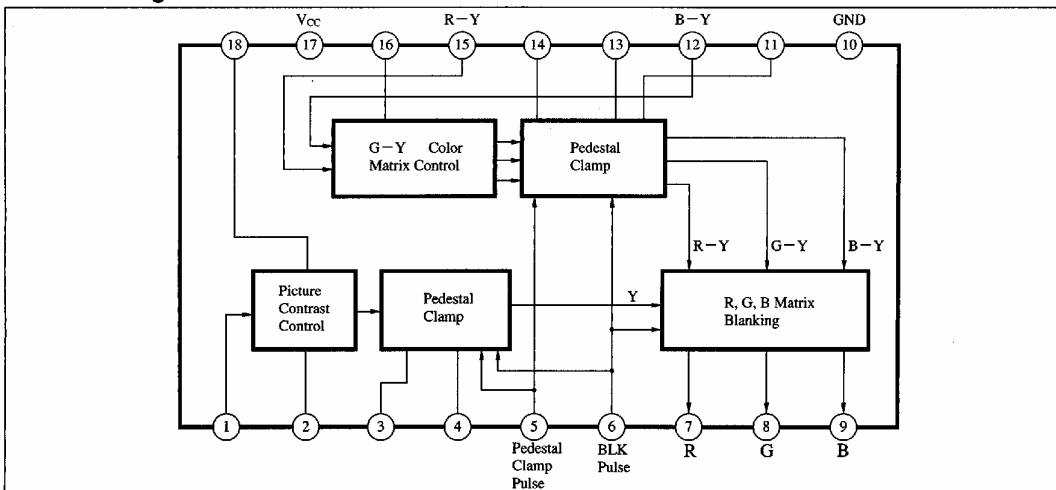 V_CC R−Y B−Y GND
18 17 16 15 14 13 12 11 10
G−Y Color
Matrix Control
Pedestal
Clamp
R−Y G−Y B−Y
Picture
Contrast
Control
Pedestal
Clamp
Y
R, G, B Matrix
Blanking
1 2 3 4 5 6 7 8 9
Pedestal
Clamp
Pulse
BLK
Pulse
R G B